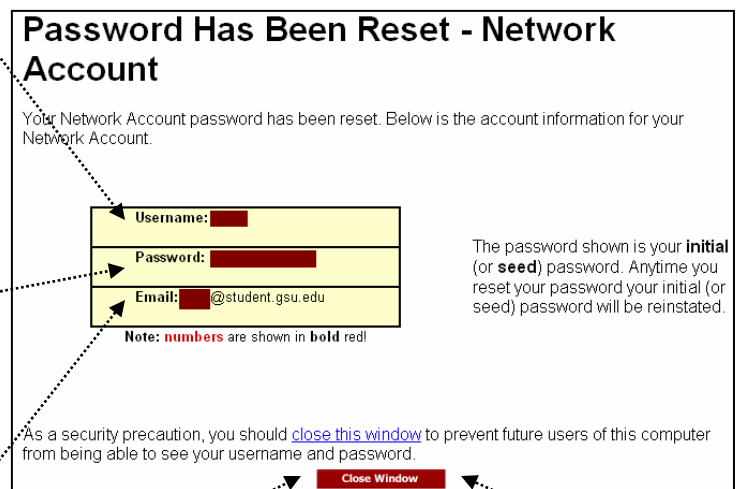 Password Has Been Reset - Network
Account
Your Network Account password has been reset. Below is the account information for your
Network Account.
Username:
Password:
Email: @student.gsu.edu
Note: numbers are shown in bold red!
The password shown is your initial
(or seed) password. Anytime you
reset your password your initial (or
seed) password will be reinstated.
As a security precaution, you should close this window to prevent future users of this computer
from being able to see your username and password.
Close Window